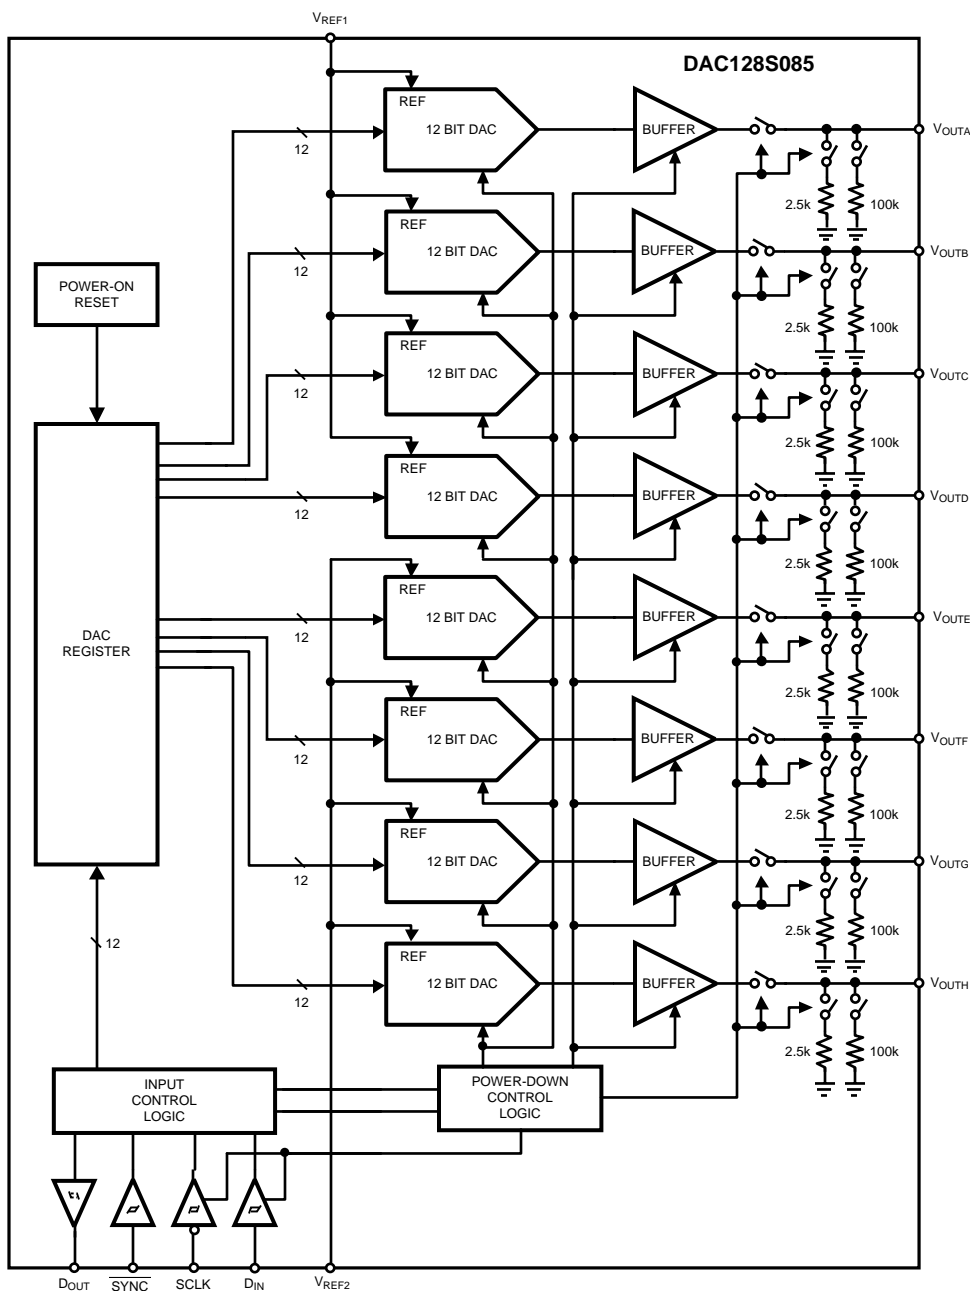 VREF1
DAC128S085
REF
12 BIT DAC
BUFFER
VOUTA
12
2.5k
100k
REF
12 BIT DAC
BUFFER
VOUTB
12
POWER-ON
RESET
2.5k
100k
REF
12 BIT DAC
BUFFER
VOUTC
12
2.5k
100k
REF
12 BIT DAC
BUFFER
VOUTD
12
2.5k
100k
REF
12 BIT DAC
BUFFER
VOUTE
12
DAC
REGISTER
2.5k
100k
REF
12 BIT DAC
BUFFER
VOUTF
12
2.5k
100k
REF
12 BIT DAC
BUFFER
VOUTG
12
2.5k
100k
12
REF
12 BIT DAC
BUFFER
VOUTH
12
2.5k
100k
INPUT
CONTROL
LOGIC
POWER-DOWN
CONTROL
LOGIC
DOUT
SYNC
SCLK
DIN
VREF2